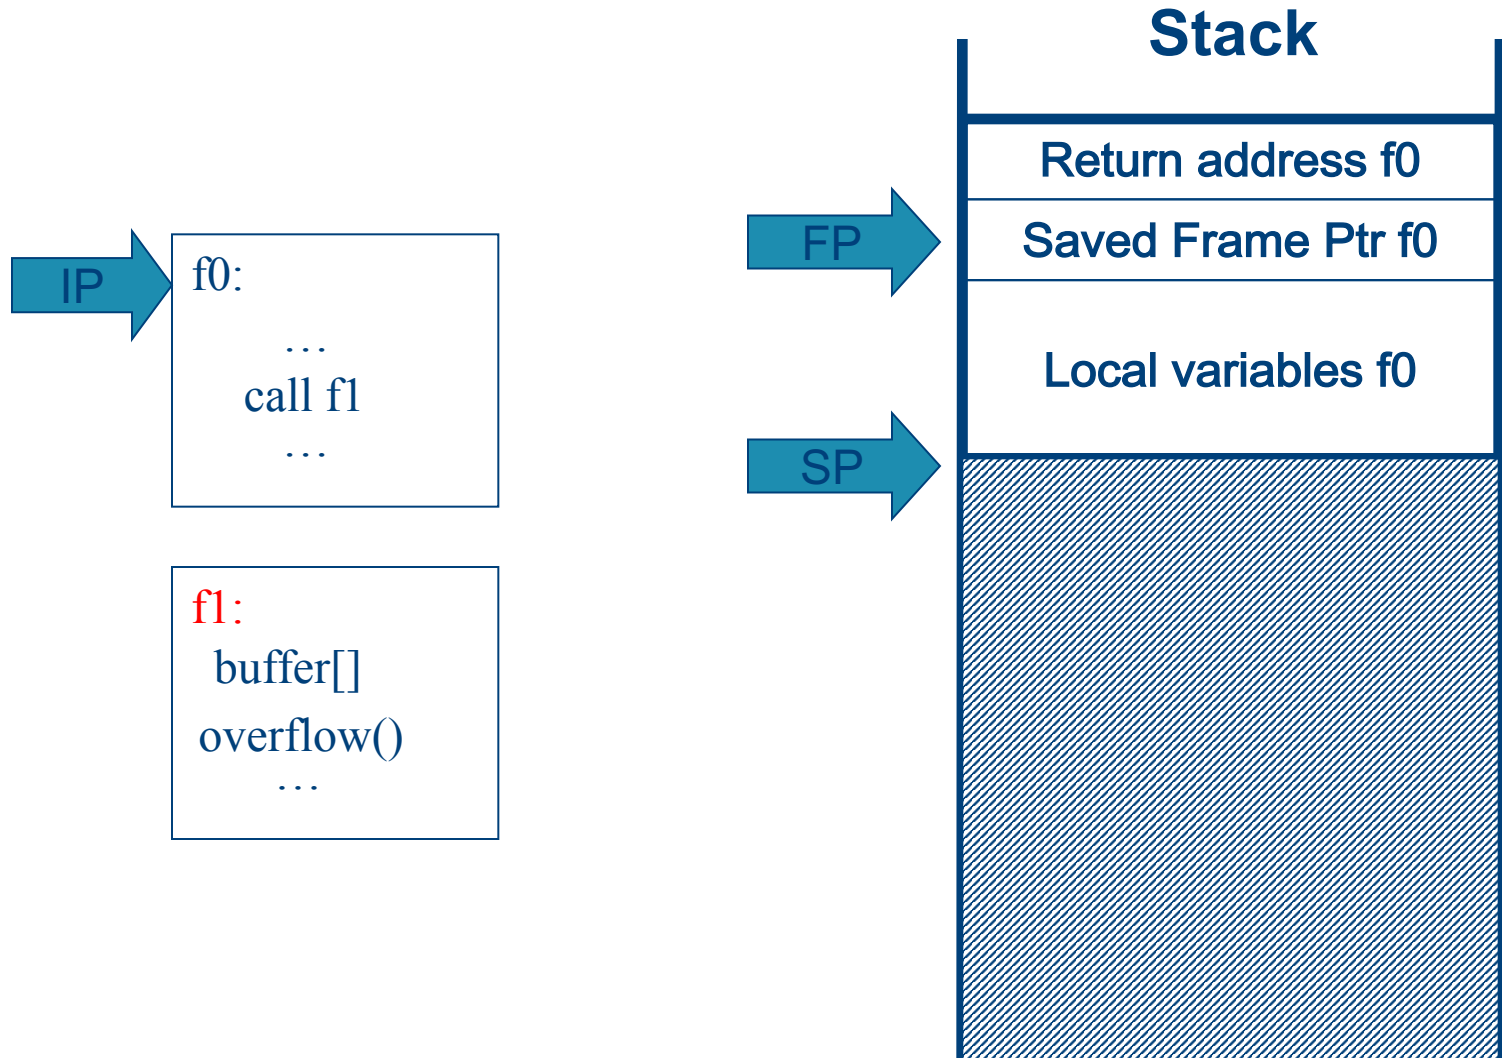 Stack
Return address f0
FP
Saved Frame Ptr f0
IP
f0:
…
call f1
…
Local variables f0
SP
f1:
buffer[]
overflow()
…